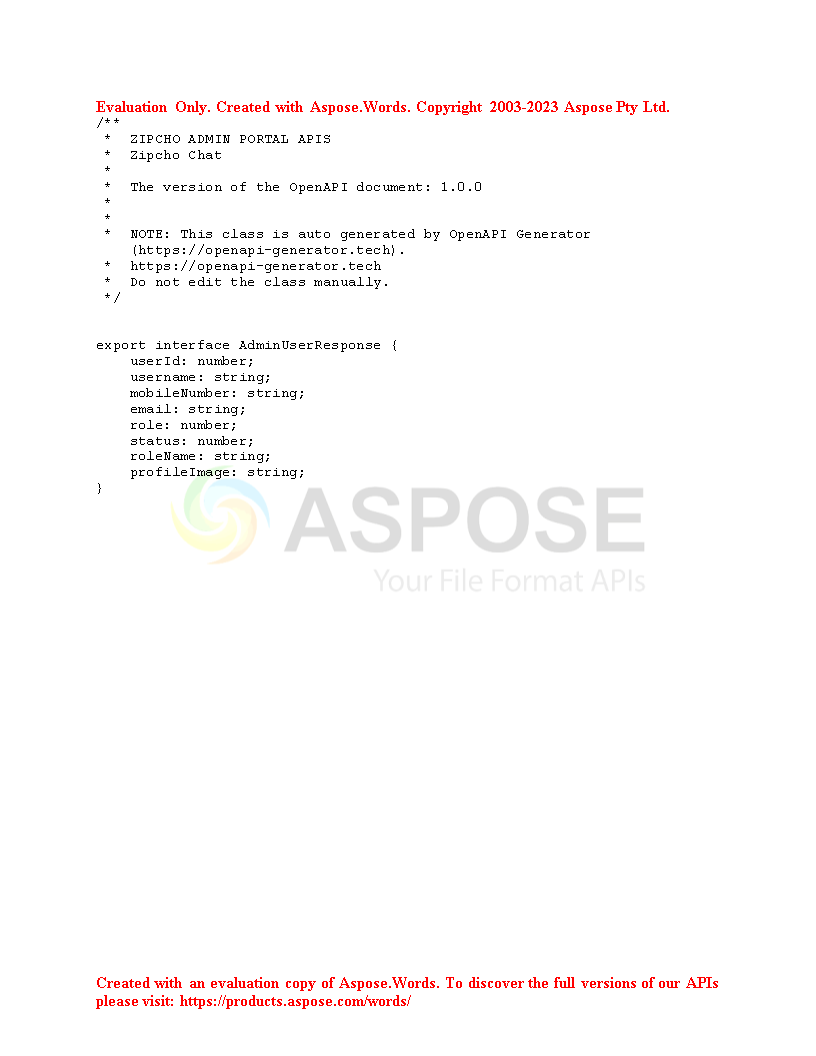 Evaluation Only. Created with Aspose.Words. Copyright 2003-2023 Aspose Pty Ltd.
/**
 *  ZIPCHO ADMIN PORTAL APIS
 *  Zipcho Chat
 *
 *  The version of the OpenAPI document: 1.0.0
 *
 *
 *  NOTE: This class is auto generated by OpenAPI Generator
    (https://openapi-generator.tech).
 *  https://openapi-generator.tech
 *  Do not edit the class manually.
 */
export interface AdminUserResponse {
    userId: number;
    username: string;
    mobileNumber: string;
    email: string;
    role: number;
    status: number;
    roleName: string;
    profileImage: string;
}
ASPOSE
Your File Format APIs
Created with an evaluation copy of Aspose.Words. To discover the full versions of our APIs
please visit: https://products.aspose.com/words/